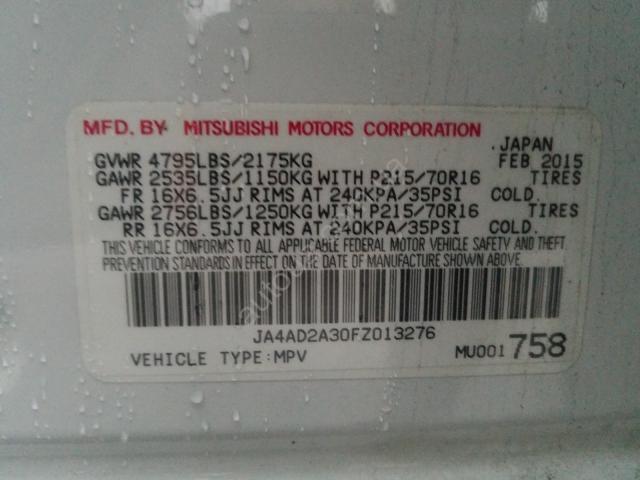 MFD. BY MITSUBISHI MOTORS CORPORATION
JAPAN
GVWR 4795LBS/2175KG FEB 2015
GAWR 2535LBS/1150KG WITH P215/70R16 TIRES
FR 16X6.5JJ RIMS AT 240KPA/35PSI COLD.
GAWR 2756LBS/1250KG WITH P215/70R16 TIRES
RR 16X6.5JJ RIMS AT 240KPA/35PSI COLD.
THIS VEHICLE CONFORMS TO ALL APPLICABLE FEDERAL MOTOR VEHICLE SAFETY AND THEFT
PREVENTION STANDARDS IN EFFECT ON THE DATE OF MANUFACTURE SHOWN ABOVE.
JA4AD2A30FZ013276
VEHICLE TYPE:MPV MU001 758